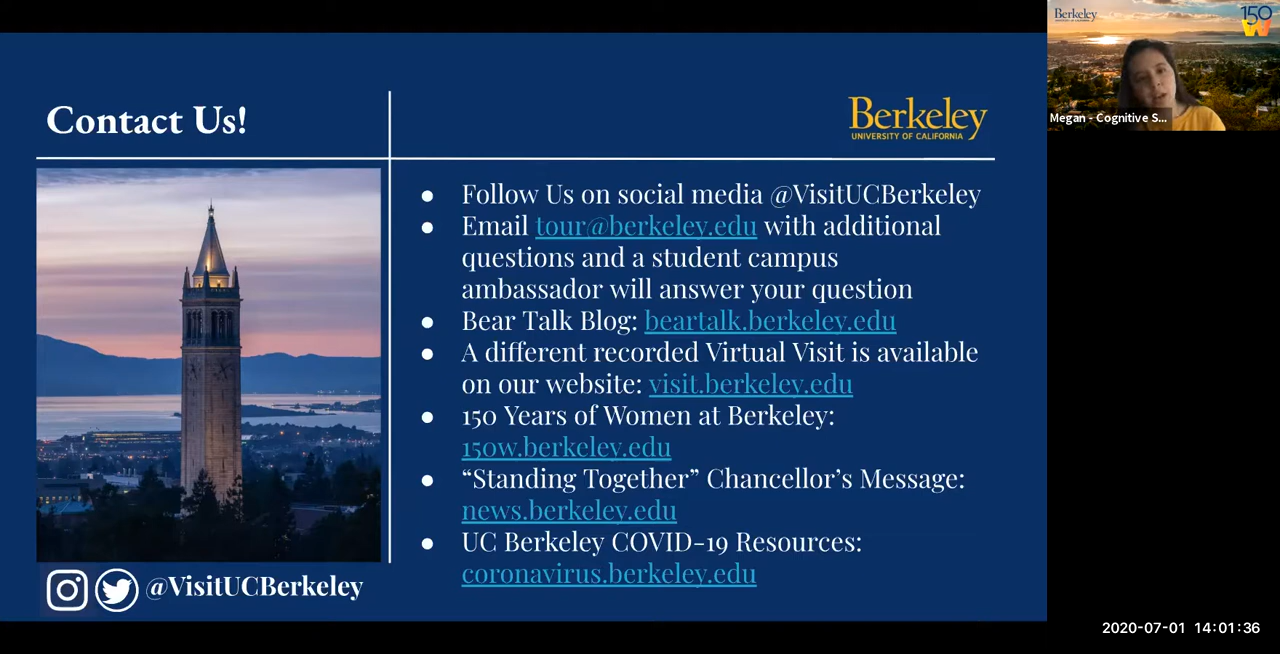 Contact Us!
Berkeley
UNIVERSITY OF CALIFORNIA
● Follow Us on social media @VisitUCBerkeley
● Email tour@berkeley.edu with additional
questions and a student campus
ambassador will answer your question
● Bear Talk Blog: beartalk.berkeley.edu
● A different recorded Virtual Visit is available
on our website: visit.berkeley.edu
● 150 Years of Women at Berkeley:
150w.berkeley.edu
● “Standing Together” Chancellor’s Message:
news.berkeley.edu
● UC Berkeley COVID-19 Resources:
coronavirus.berkeley.edu
@VisitUCBerkeley
Berkeley
150
W
Megan - Cognitive S...
2020-07-01 14:01:36